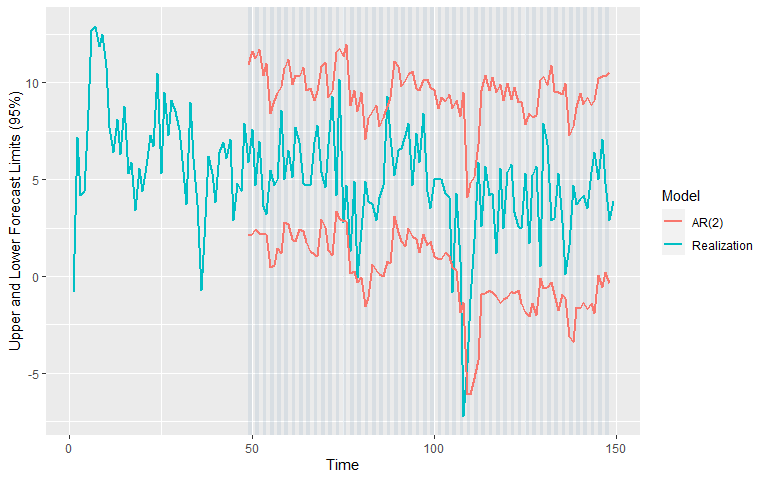 Upper and Lower Forecast Limits (95%)
10
5
0
-5
0
50
100
150
Time
Model
AR(2)
Realization